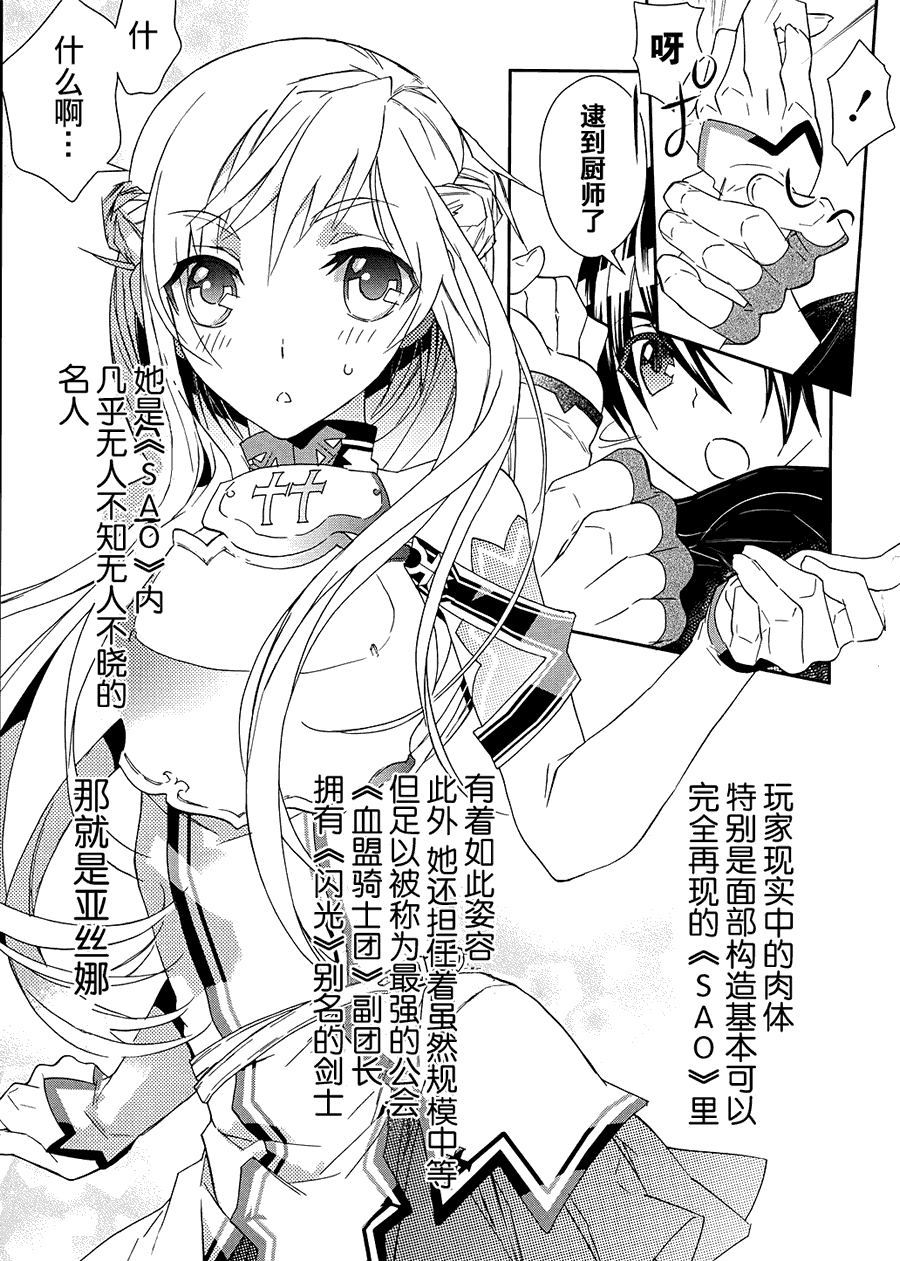 呀
！
逮到厨师了
什
什么啊…
玩家现实中的肉体
特别是面部构造基本可以
完全再现的《SAO》里
有着如此姿容
此外 她还担任着虽然规模中等
但足以被称为最强的公会
《血盟骑士团》副团长
拥有《闪光》别名的剑士
她是《SAO》内
几乎无人不知无人不晓的
名人
那就是亚丝娜